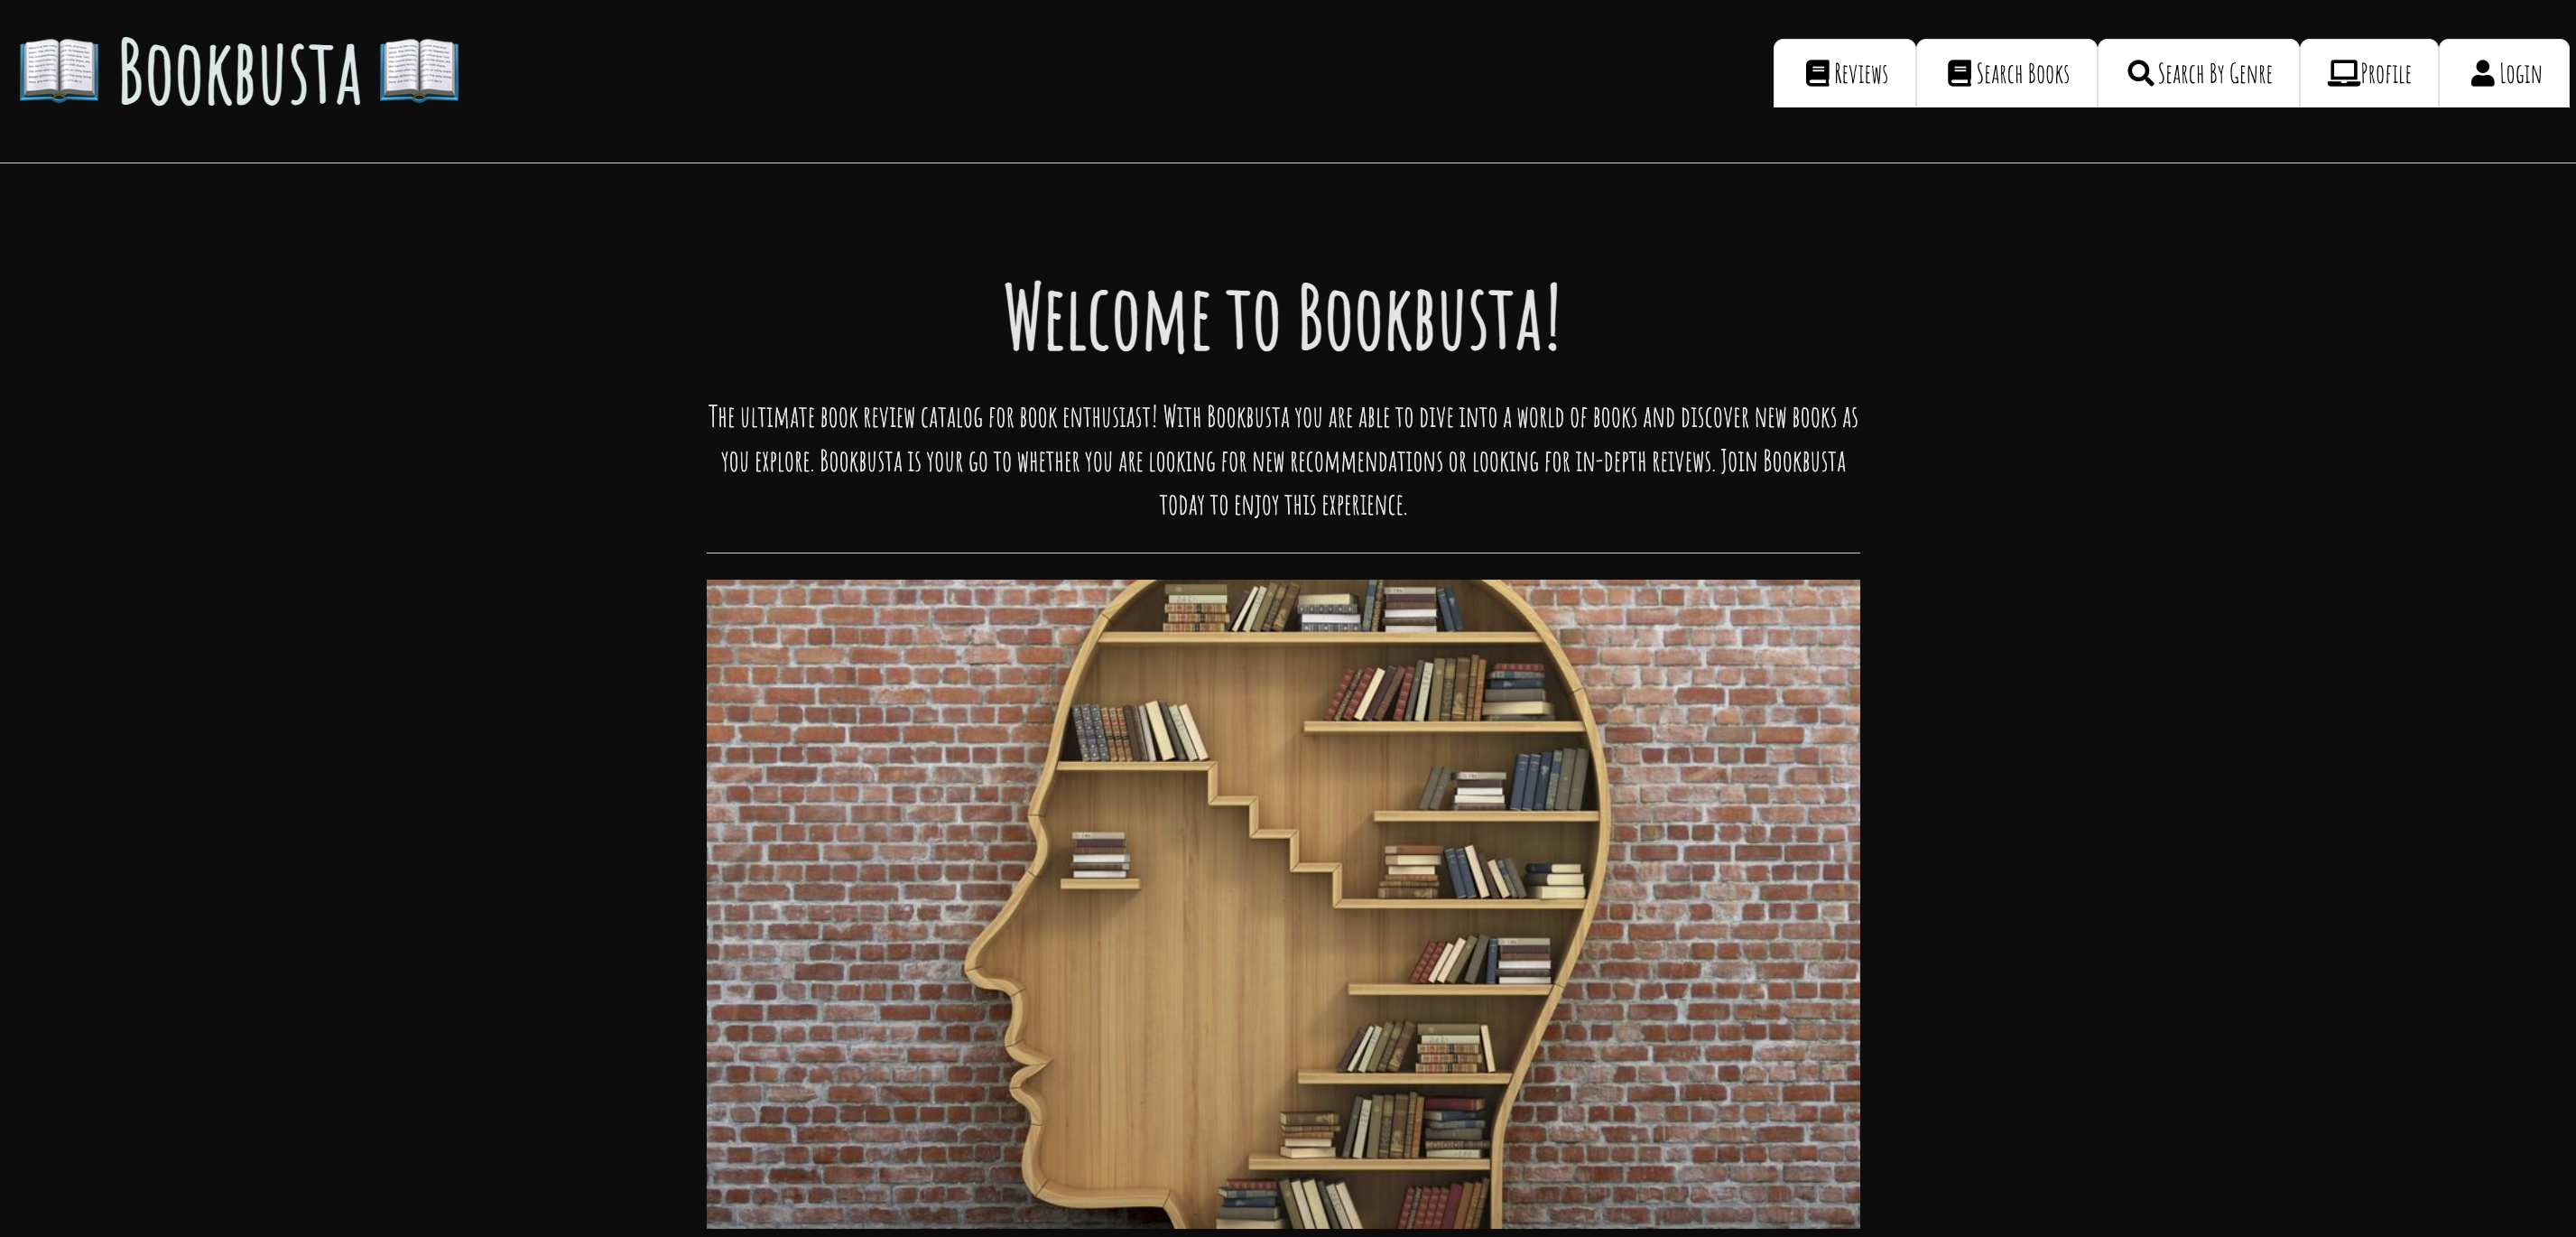 📖 Bookbusta 📖
Reviews
Search Books
Search By Genre
Profile
Login
Welcome to Bookbusta!
The ultimate book review catalog for book enthusiast! With Bookbusta you are able to dive into a world of books and discover new books as
you explore. Bookbusta is your go to whether you are looking for new recommendations or looking for in-depth reivews. Join Bookbusta
today to enjoy this experience.